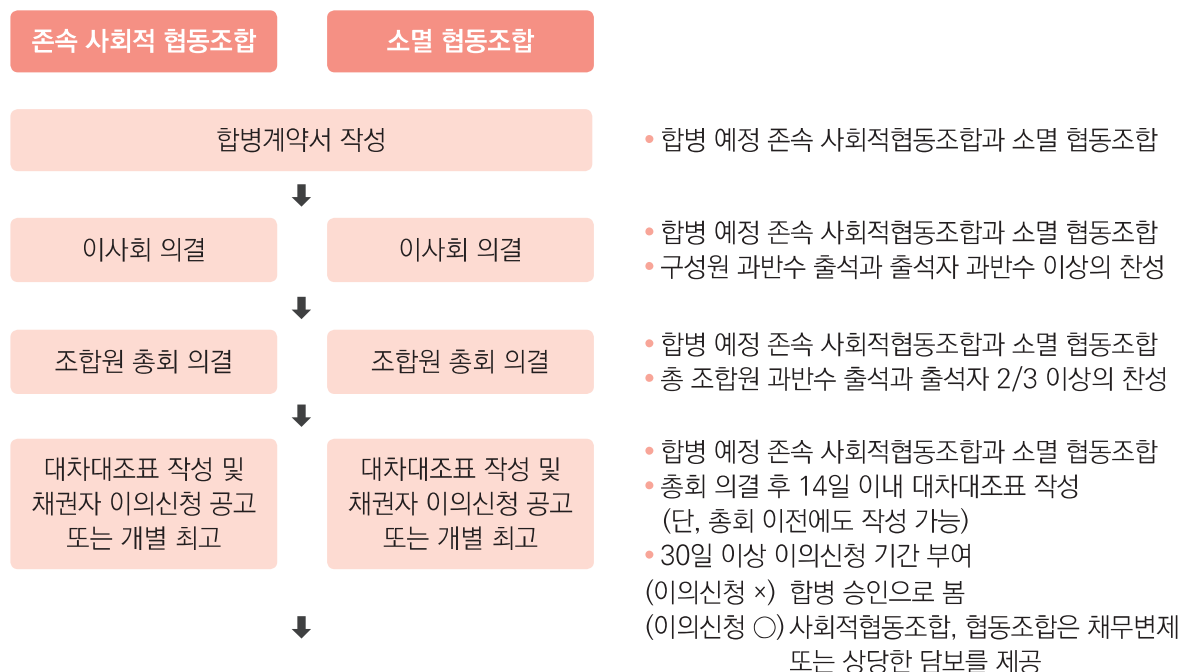 존속 사회적 협동조합
소멸 협동조합
합병계약서 작성
• 합병 예정 존속 사회적협동조합과 소멸 협동조합
이사회 의결
이사회 의결
• 합병 예정 존속 사회적협동조합과 소멸 협동조합
• 구성원 과반수 출석과 출석자 과반수 이상의 찬성
조합원 총회 의결
조합원 총회 의결
• 합병 예정 존속 사회적협동조합과 소멸 협동조합
• 총 조합원 과반수 출석과 출석자 2/3 이상의 찬성
대차대조표 작성 및
채권자 이의신청 공고
또는 개별 최고
대차대조표 작성 및
채권자 이의신청 공고
또는 개별 최고
• 합병 예정 존속 사회적협동조합과 소멸 협동조합
• 총회 의결 후 14일 이내 대차대조표 작성
(단, 총회 이전에도 작성 가능)
• 30일 이상 이의신청 기간 부여
(이의신청 ×) 합병 승인으로 봄
(이의신청 ○) 사회적협동조합, 협동조합은 채무변제
또는 상당한 담보를 제공